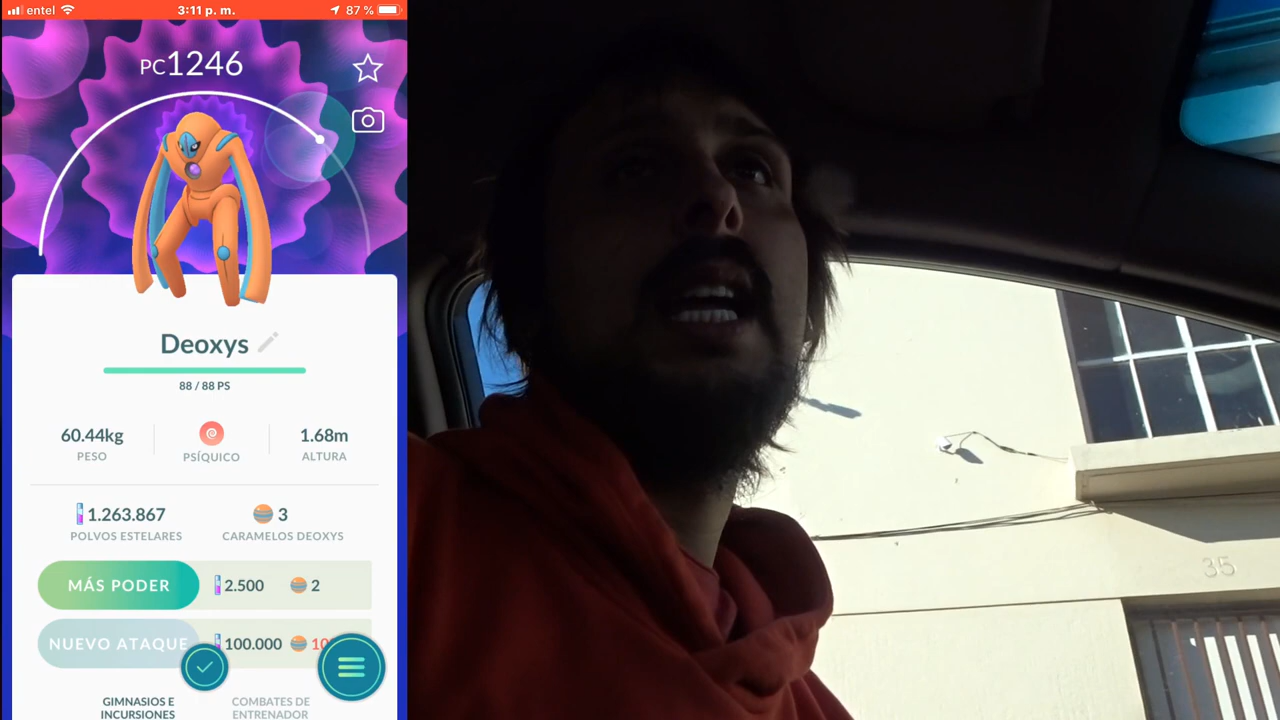 entel 3:11 p. m. 87 %
PC1246
Deoxys
88 / 88 PS
60.44kg
PESO
PSÍQUICO
1.68m
ALTURA
1.263.867
POLVOS ESTELARES
3
CARAMELOS DEOXYS
MÁS PODER 2.500 2
NUEVO ATAQUE 100.000
GIMNASIOS E
INCURSIONES
COMBATES DE
ENTRENADOR
35